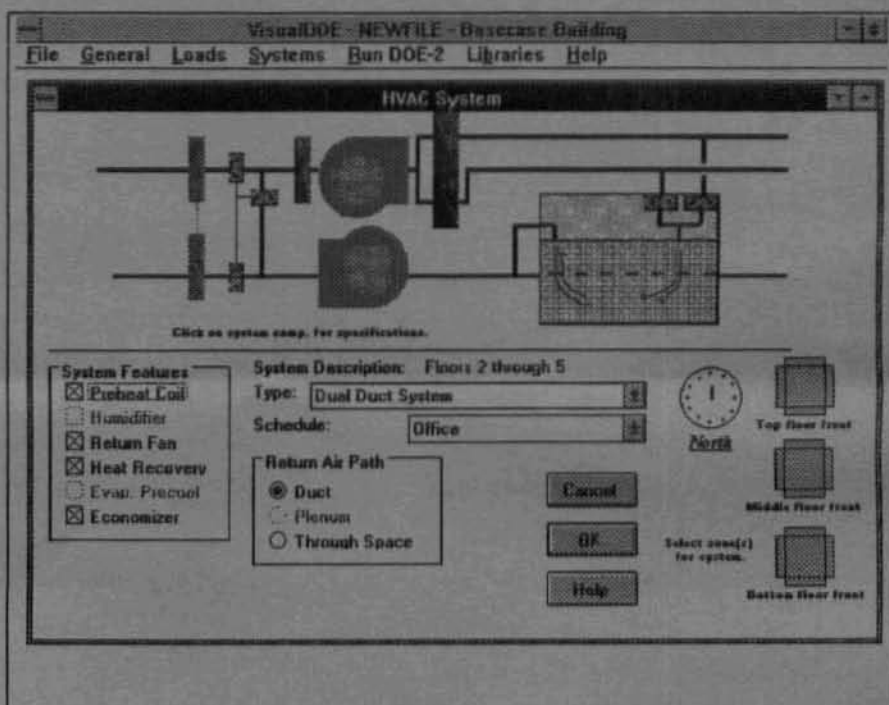 VisualDOE - NEWFILE - Basecase Building
File General Loads Systems Run DOE-2 Libraries Help
HVAC System
Click on system comp. for specifications.
System Features
Preheat Coil
Humidifier
Return Fan
Heat Recovery
Evap. Precool
Economizer
System Description: Floors 2 through 5
Type: Dual Duct System
Schedule: Office
Return Air Path
Duct
Plenum
Through Space
Cancel
OK
Help
North
Top floor front
Middle floor front
Select zone(s)
for system.
Bottom floor front